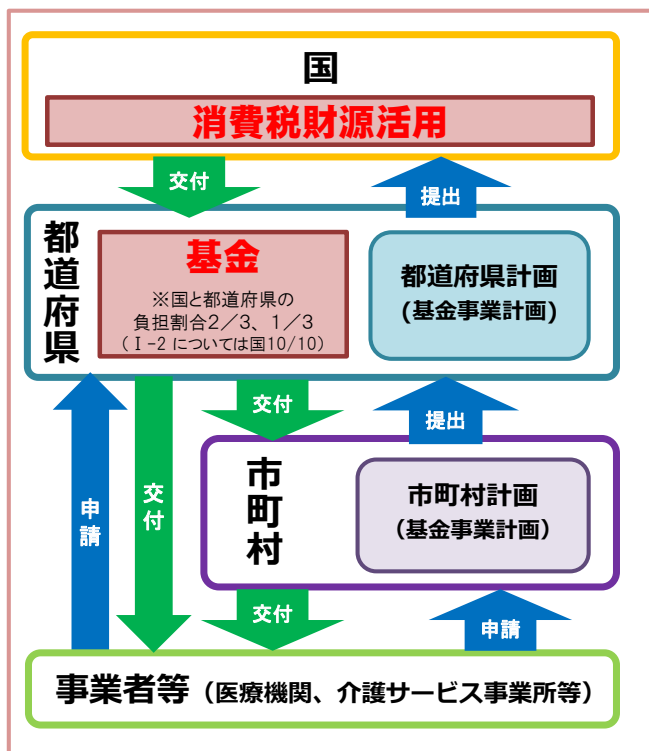 国
消費税財源活用
交付
提出
都道府県
基金
※国と都道府県の
負担割合2／3、1／3
(Ⅰ-2 については国10/10)
都道府県計画
(基金事業計画)
申請
交付
交付
提出
市町村
市町村計画
(基金事業計画)
交付
申請
事業者等（医療機関、介護サービス事業所等）